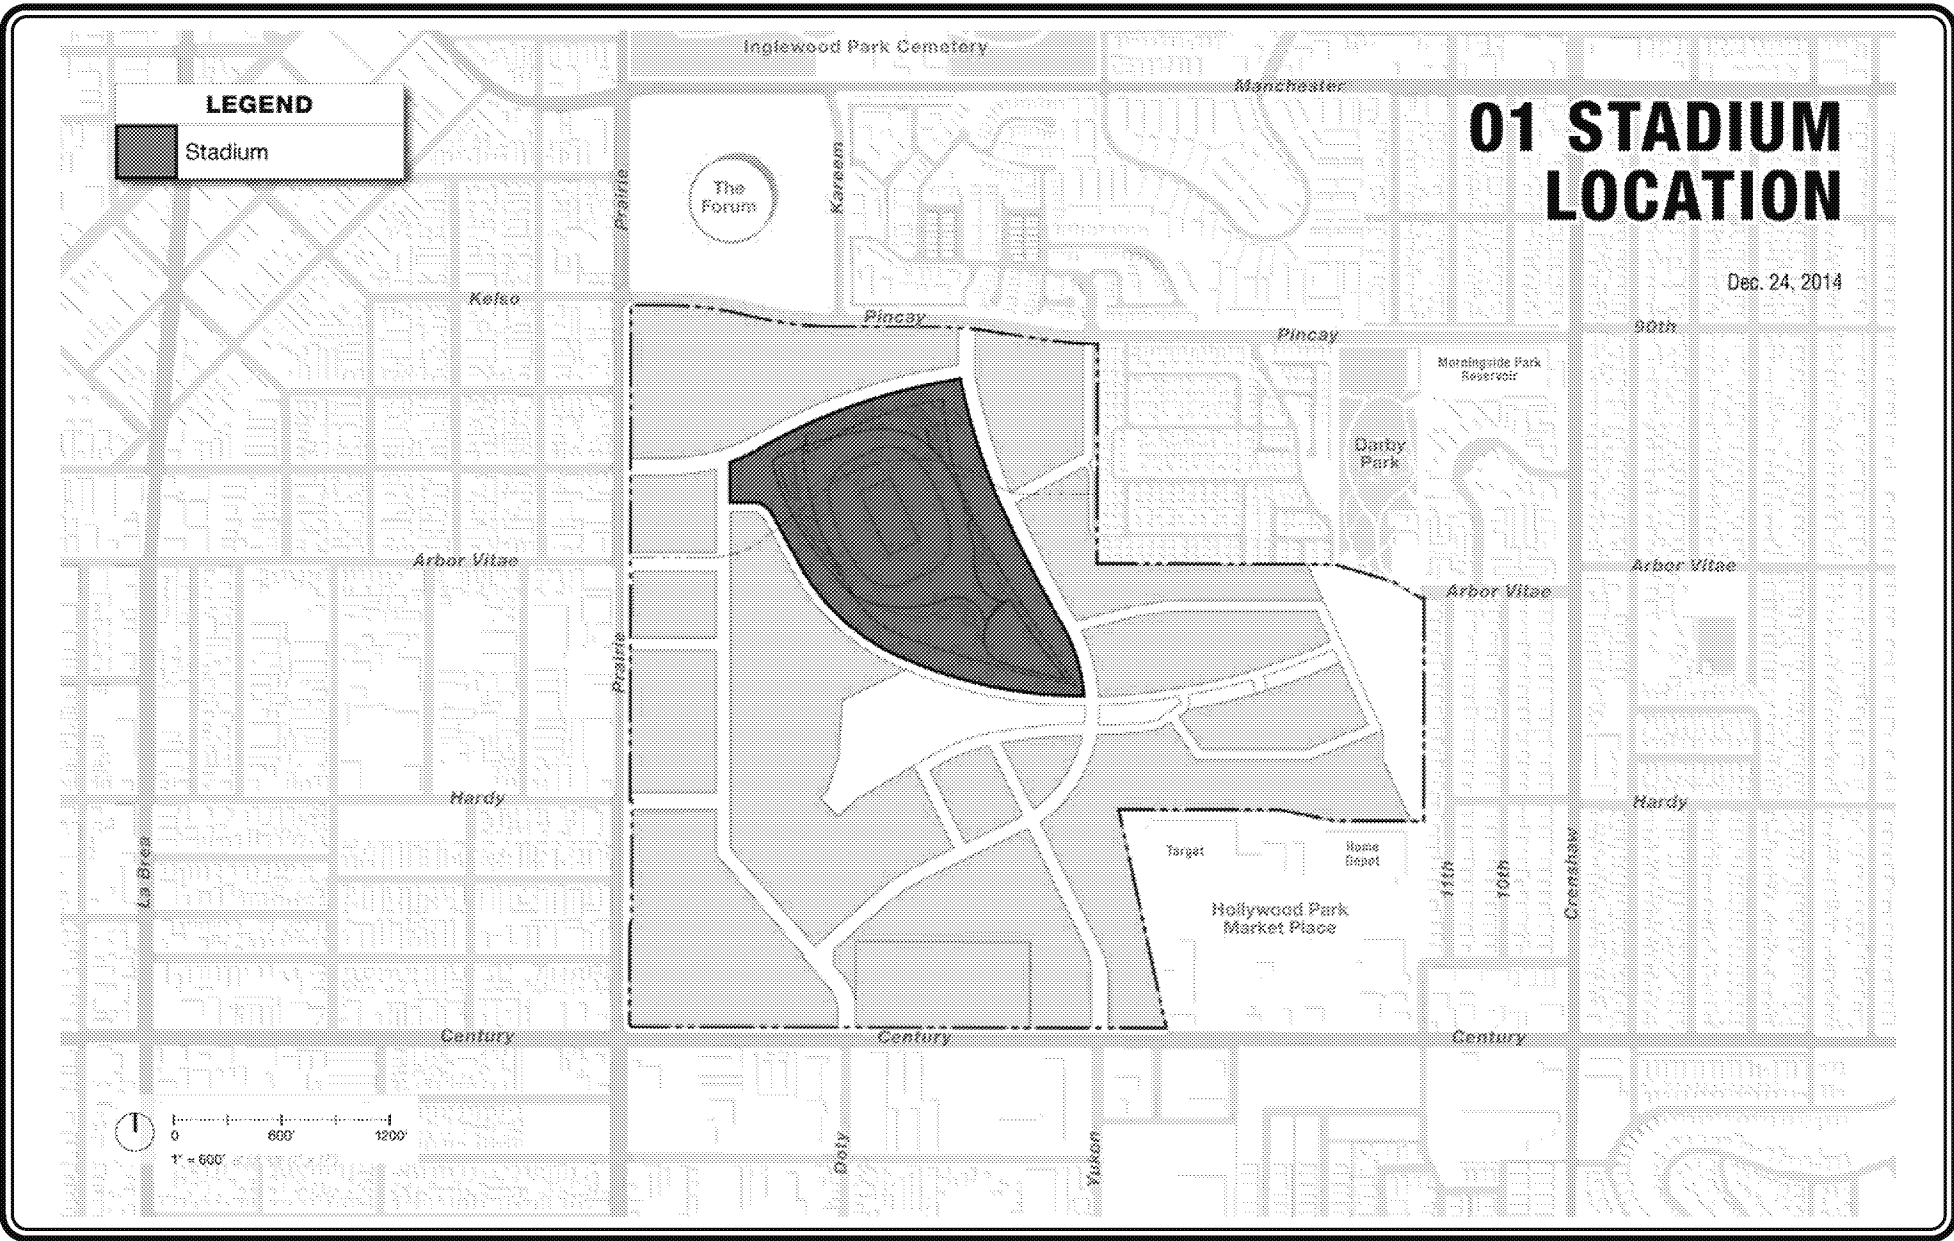 Inglewood Park Cemetery
Manchester
LEGEND
Stadium
01 STADIUM
LOCATION
Dec. 24, 2014
The
Forum
Prairie
Kareem
Kelso
Pincay
Pincay
90th
Morningside Park
Reservoir
Darby
Park
Arbor Vitae
Arbor Vitae
Arbor Vitae
Prairie
Hardy
Hardy
La Brea
Target
Home
Depot
11th
10th
Crenshaw
Hollywood Park
Market Place
Century
Century
Century
0
600'
1200'
1" = 600'
Doty
Yukon